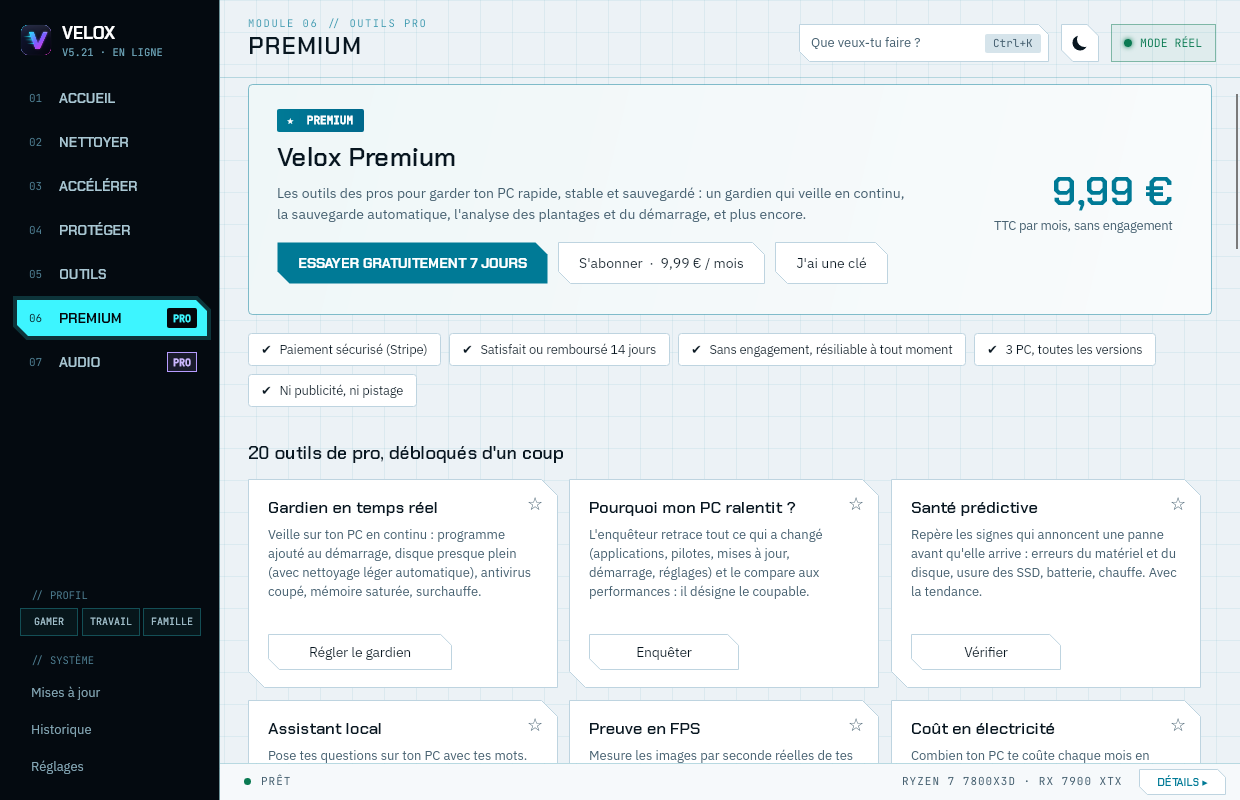 VELOX
V5.21 · EN LIGNE
01 ACCUEIL
02 NETTOYER
03 ACCÉLÉRER
04 PROTÉGER
05 OUTILS
06 PREMIUM PRO
07 AUDIO PRO
// PROFIL
GAMER TRAVAIL FAMILLE
// SYSTÈME
Mises à jour
Historique
Réglages
MODULE 06 // OUTILS PRO
PREMIUM
Que veux-tu faire ? Ctrl+K
MODE RÉEL
★ PREMIUM
Velox Premium
Les outils des pros pour garder ton PC rapide, stable et sauvegardé : un gardien qui veille en continu,
la sauvegarde automatique, l'analyse des plantages et du démarrage, et plus encore.
ESSAYER GRATUITEMENT 7 JOURS
S'abonner · 9,99 € / mois
J'ai une clé
9,99 €
TTC par mois, sans engagement
✔ Paiement sécurisé (Stripe)
✔ Satisfait ou remboursé 14 jours
✔ Sans engagement, résiliable à tout moment
✔ 3 PC, toutes les versions
✔ Ni publicité, ni pistage
20 outils de pro, débloqués d'un coup
Gardien en temps réel ☆
Veille sur ton PC en continu : programme
ajouté au démarrage, disque presque plein
(avec nettoyage léger automatique), antivirus
coupé, mémoire saturée, surchauffe.
Régler le gardien
Pourquoi mon PC ralentit ? ☆
L'enquêteur retrace tout ce qui a changé
(applications, pilotes, mises à jour,
démarrage, réglages) et le compare aux
performances : il désigne le coupable.
Enquêter
Santé prédictive ☆
Repère les signes qui annoncent une panne
avant qu'elle arrive : erreurs du matériel et du
disque, usure des SSD, batterie, chauffe. Avec
la tendance.
Vérifier
Assistant local ☆
Pose tes questions sur ton PC avec tes mots.
Preuve en FPS ☆
Mesure les images par seconde réelles de tes
Coût en électricité ☆
Combien ton PC te coûte chaque mois en
PRÊT
RYZEN 7 7800X3D · RX 7900 XTX
DÉTAILS ▸